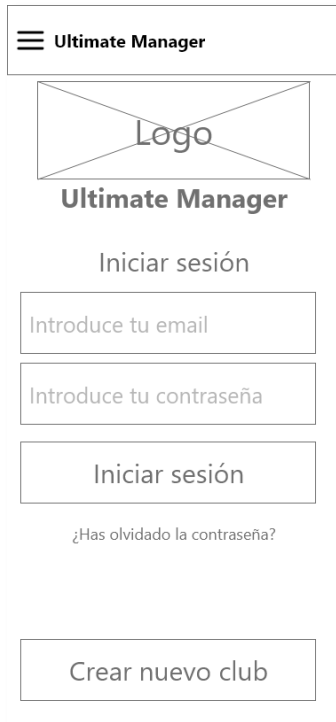 Ultimate Manager
Logo
Ultimate Manager
Iniciar sesión
Introduce tu email
Introduce tu contraseña
Iniciar sesión
¿Has olvidado la contraseña?
Crear nuevo club